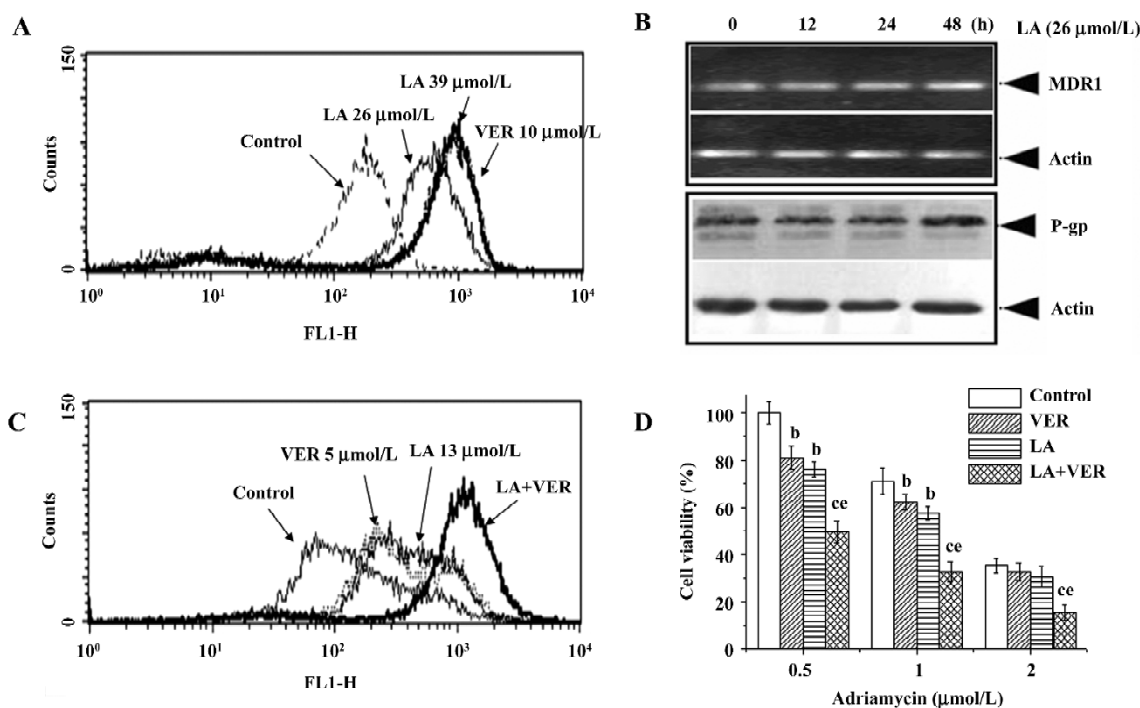 A
150
Counts
0
Control
LA 26 μmol/L
LA 39 μmol/L
VER 10 μmol/L
10⁰ 10¹ 10² 10³ 10⁴
FL1-H
B
0 12 24 48 (h) LA (26 μmol/L)
MDR1
Actin
P-gp
Actin
C
150
Counts
0
Control
VER 5 μmol/L
LA 13 μmol/L
LA+VER
10⁰ 10¹ 10² 10³ 10⁴
FL1-H
D
Control
VER
LA
LA+VER
Cell viability (%)
100
80
60
40
20
0
b b ce
b b ce
ce
0.5 1 2
Adriamycin (μmol/L)